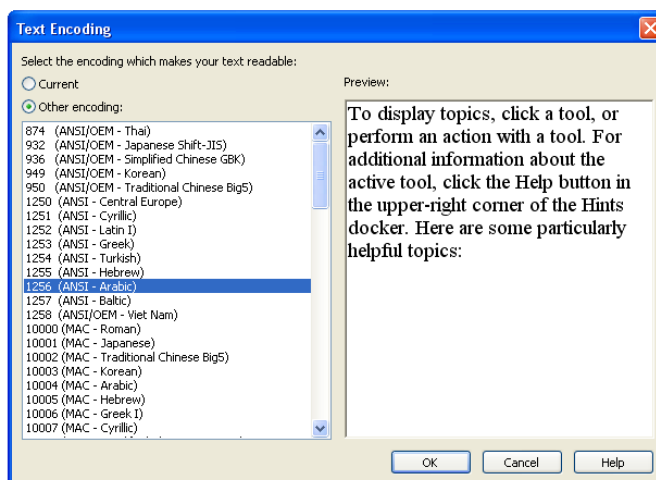 Text Encoding
Select the encoding which makes your text readable:
Current
Other encoding:
874 (ANSI/OEM - Thai)
932 (ANSI/OEM - Japanese Shift-JIS)
936 (ANSI/OEM - Simplified Chinese GBK)
949 (ANSI/OEM - Korean)
950 (ANSI/OEM - Traditional Chinese Big5)
1250 (ANSI - Central Europe)
1251 (ANSI - Cyrillic)
1252 (ANSI - Latin I)
1253 (ANSI - Greek)
1254 (ANSI - Turkish)
1255 (ANSI - Hebrew)
1256 (ANSI - Arabic)
1257 (ANSI - Baltic)
1258 (ANSI/OEM - Viet Nam)
10000 (MAC - Roman)
10001 (MAC - Japanese)
10002 (MAC - Traditional Chinese Big5)
10003 (MAC - Korean)
10004 (MAC - Arabic)
10005 (MAC - Hebrew)
10006 (MAC - Greek I)
10007 (MAC - Cyrillic)
Preview:
To display topics, click a tool, or
perform an action with a tool. For
additional information about the
active tool, click the Help button in
the upper-right corner of the Hints
docker. Here are some particularly
helpful topics:
OK
Cancel
Help